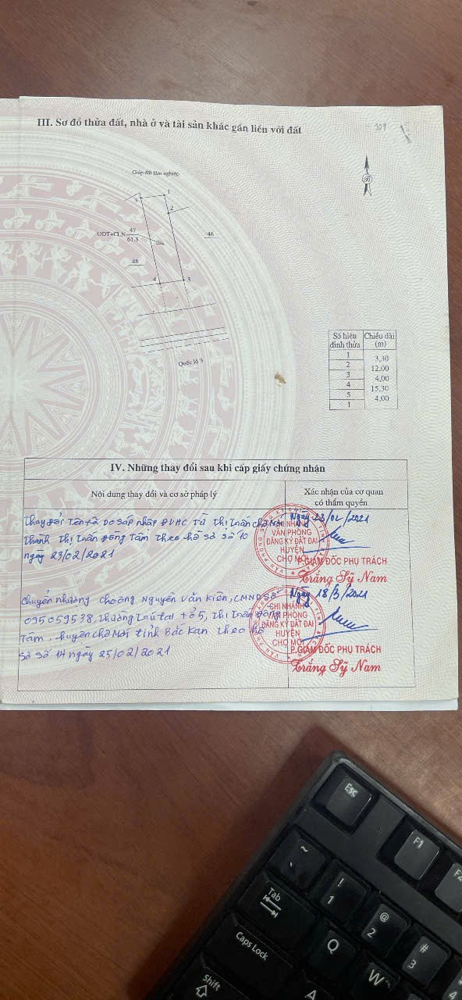 III. Sơ đồ thửa đất, nhà ở và tài sản khác gắn liền với đất
107
Giáp đất lâm nghiệp
B
5
1
2
ODT+CLN 47
61.3
46
48
4
3
Quốc lộ 3
Số hiệu đỉnh thửa
Chiều dài (m)
1
3,30
2
12,00
3
4,00
4
15,30
5
4,00
1
IV. Những thay đổi sau khi cấp giấy chứng nhận
Nội dung thay đổi và cơ sở pháp lý
Xác nhận của cơ quan
có thẩm quyền
Thay đổi Tên tổ Do sáp nhập ĐVHC Từ Thị trấn chợ Mới
Thành Thị trấn Đồng Tâm Theo hồ sơ số 10
ngày 23/02/2021
Ngày 23/02/2021
CHI NHÁNH
VĂN PHÒNG
ĐĂNG KÝ ĐẤT ĐAI
HUYỆN
CHỢ MỚI
P.GIÁM ĐỐC PHỤ TRÁCH
Trắng Sỹ Nam
Chuyển nhượng cho ông Nguyễn Văn Kiên, CMND số
095059538, Thường trú tại tổ 5, Thị trấn Đồng
Tâm, huyện chợ Mới tỉnh Bắc Kạn theo hồ
sơ số 14 ngày 25/02/2021
Ngày 18/3/2021
CHI NHÁNH
VĂN PHÒNG
ĐĂNG KÝ ĐẤT ĐAI
HUYỆN
CHỢ MỚI
P.GIÁM ĐỐC PHỤ TRÁCH
Trắng Sỹ Nam
Esc
F1
F2
~
!
1
@
2
#
3
4
Tab
Q
W
Caps Lock
A
Shift